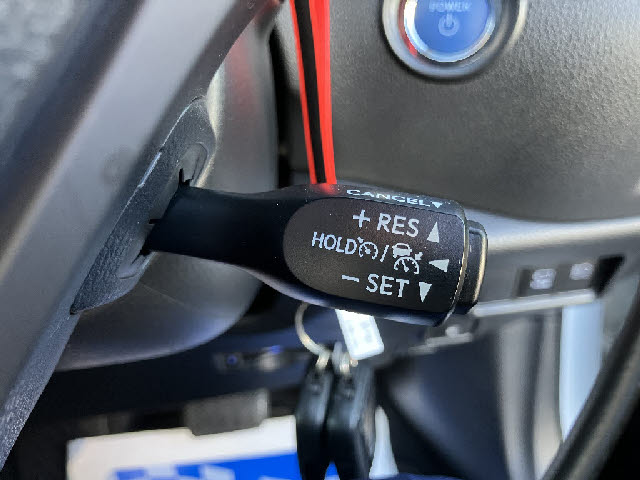 POWER
CANCEL▼
+ RES ▲
HOLD / ◀
− SET ▼